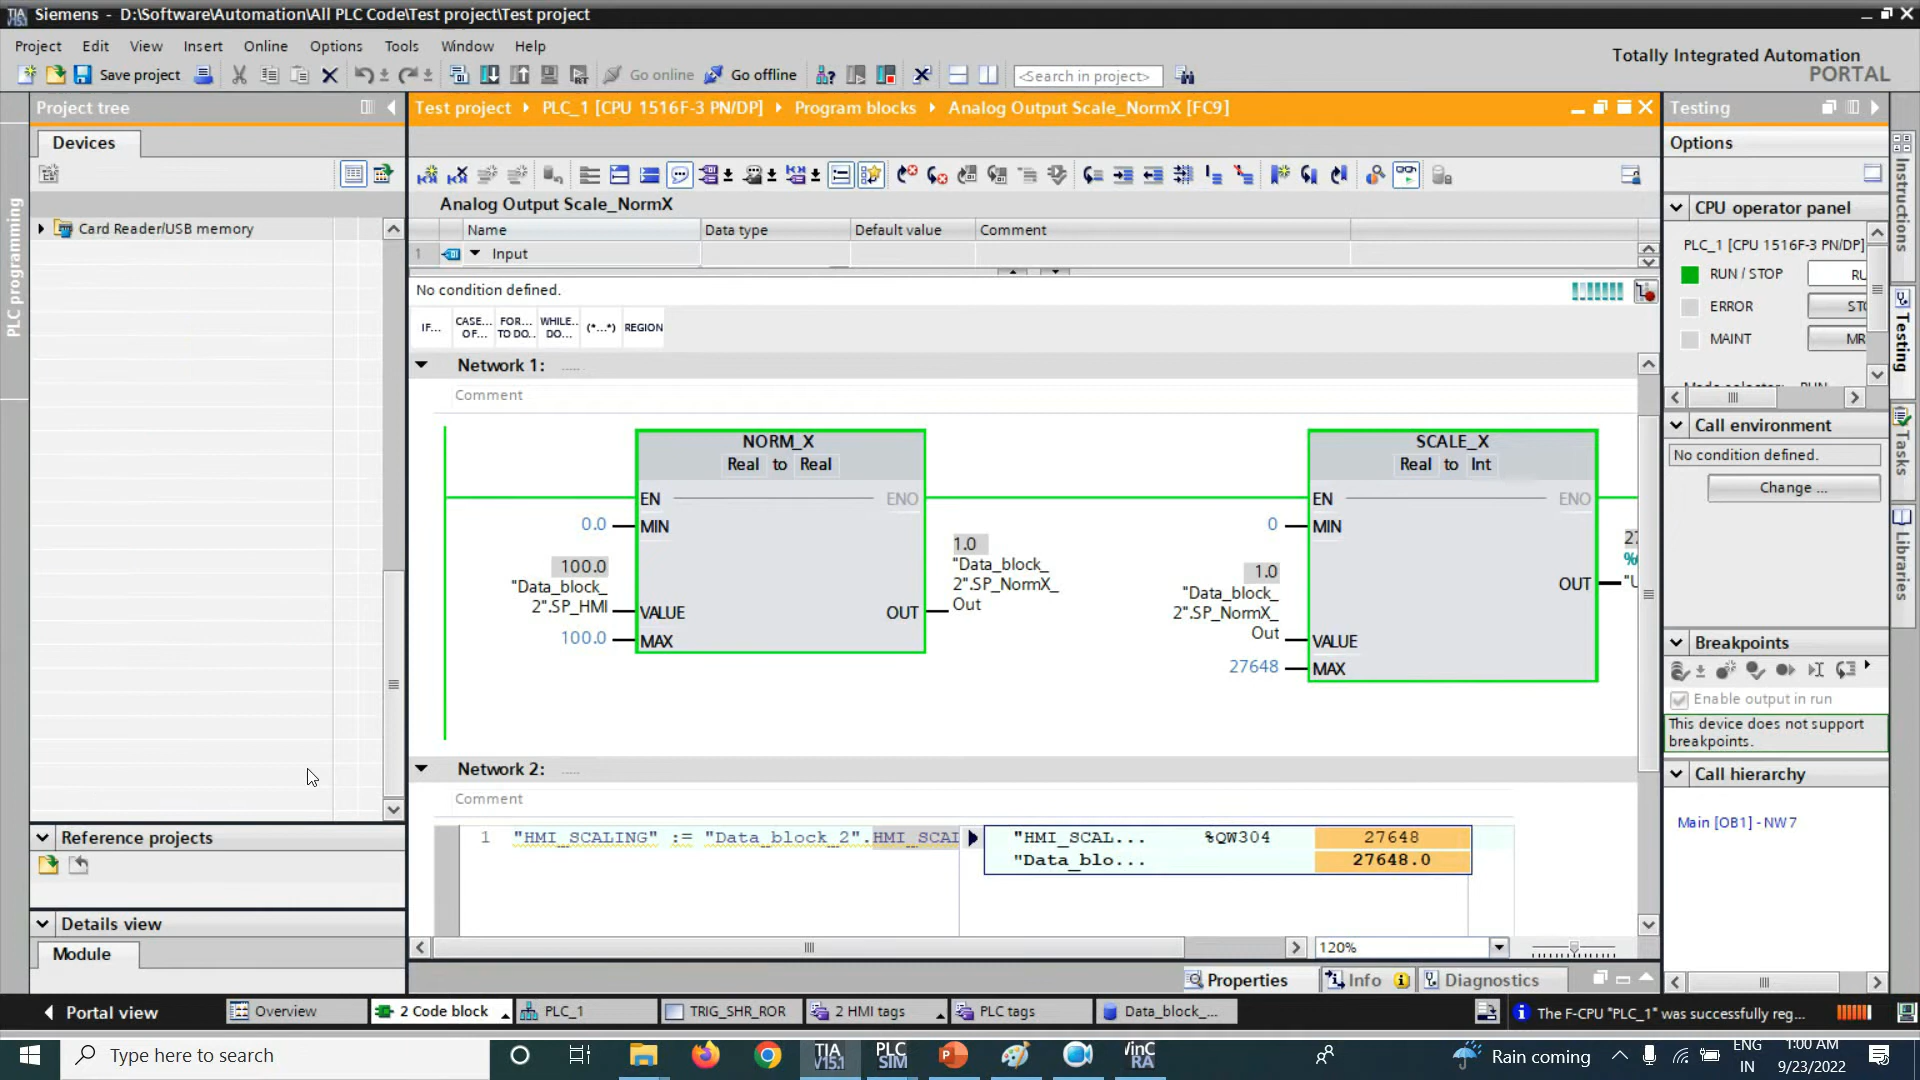 Siemens - D:\Software\Automation\All PLC Code\Test project\Test project
Project Edit View Insert Online Options Tools Window Help
Totally Integrated Automation
PORTAL
Save project
Go online
Go offline
<Search in project>
Project tree
Test project PLC_1 [CPU 1516F-3 PN/DP] Program blocks Analog Output Scale_NormX [FC9]
Testing
Devices
Options
Analog Output Scale_NormX
Name Data type Default value Comment
1 Input
Card Reader/USB memory
PLC programming
No condition defined.
IF... CASE... OF... FOR... TO DO.. WHILE.. DO... (*...*) REGION
Network 1: .....
Comment
NORM_X
Real to Real
EN ENO
0.0 MIN
100.0
"Data_block_
2".SP_HMI VALUE
100.0 MAX
OUT
1.0
"Data_block_
2".SP_NormX_
Out
SCALE_X
Real to Int
EN ENO
0 MIN
1.0
"Data_block_
2".SP_NormX_
Out VALUE
27648 MAX
OUT
27
%
"U
Network 2: .....
Comment
1 "HMI_SCALING" := "Data_block_2".HMI_SCAL
"HMI_SCAL... %QW304 27648
"Data_blo... 27648.0
120%
CPU operator panel
PLC_1 [CPU 1516F-3 PN/DP]
RUN / STOP RU
ERROR STO
MAINT MR
Call environment
No condition defined.
Change ...
Breakpoints
Enable output in run
This device does not support
breakpoints.
Call hierarchy
Main [OB1] - NW7
Instructions
Testing
Tasks
Libraries
Reference projects
Details view
Module
Properties Info Diagnostics
Portal view Overview 2 Code block PLC_1 TRIG_SHR_ROR 2 HMI tags PLC tags Data_block_...
The F-CPU "PLC_1" was successfully reg...
Type here to search
TIA
V15.1
PLC
SIM
WinC
RA
Rain coming
ENG
IN
1:00 AM
9/23/2022